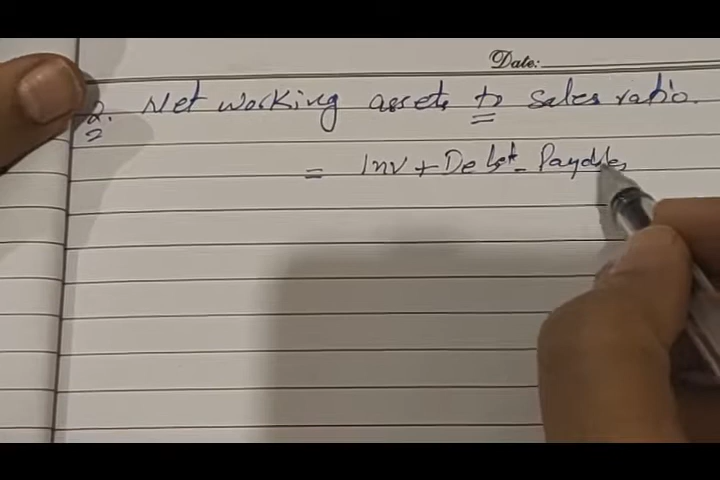 Date:
2. Net working assets to sales ratio.
= Inv + Debt - Payables